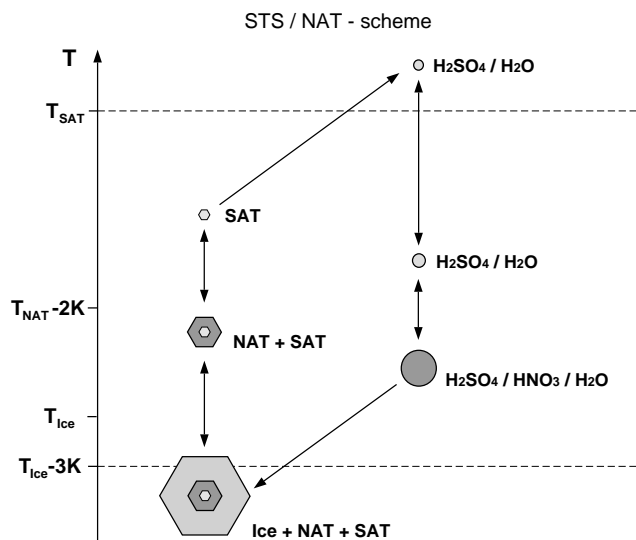 STS / NAT - scheme
T
H₂SO₄ / H₂O
T_SAT
SAT
H₂SO₄ / H₂O
T_NAT-2K
NAT + SAT
H₂SO₄ / HNO₃ / H₂O
T_Ice
T_Ice-3K
Ice + NAT + SAT